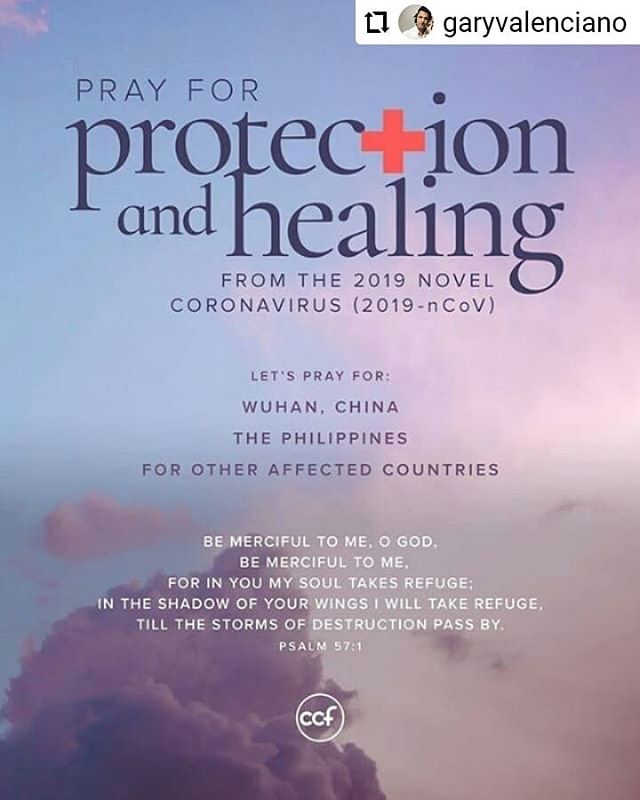 garyvalenciano
PRAY FOR
protection
and healing
FROM THE 2019 NOVEL
CORONAVIRUS (2019-nCoV)
LET'S PRAY FOR:
WUHAN, CHINA
THE PHILIPPINES
FOR OTHER AFFECTED COUNTRIES
BE MERCIFUL TO ME, O GOD,
BE MERCIFUL TO ME,
FOR IN YOU MY SOUL TAKES REFUGE;
IN THE SHADOW OF YOUR WINGS I WILL TAKE REFUGE,
TILL THE STORMS OF DESTRUCTION PASS BY.
PSALM 57:1
ccf